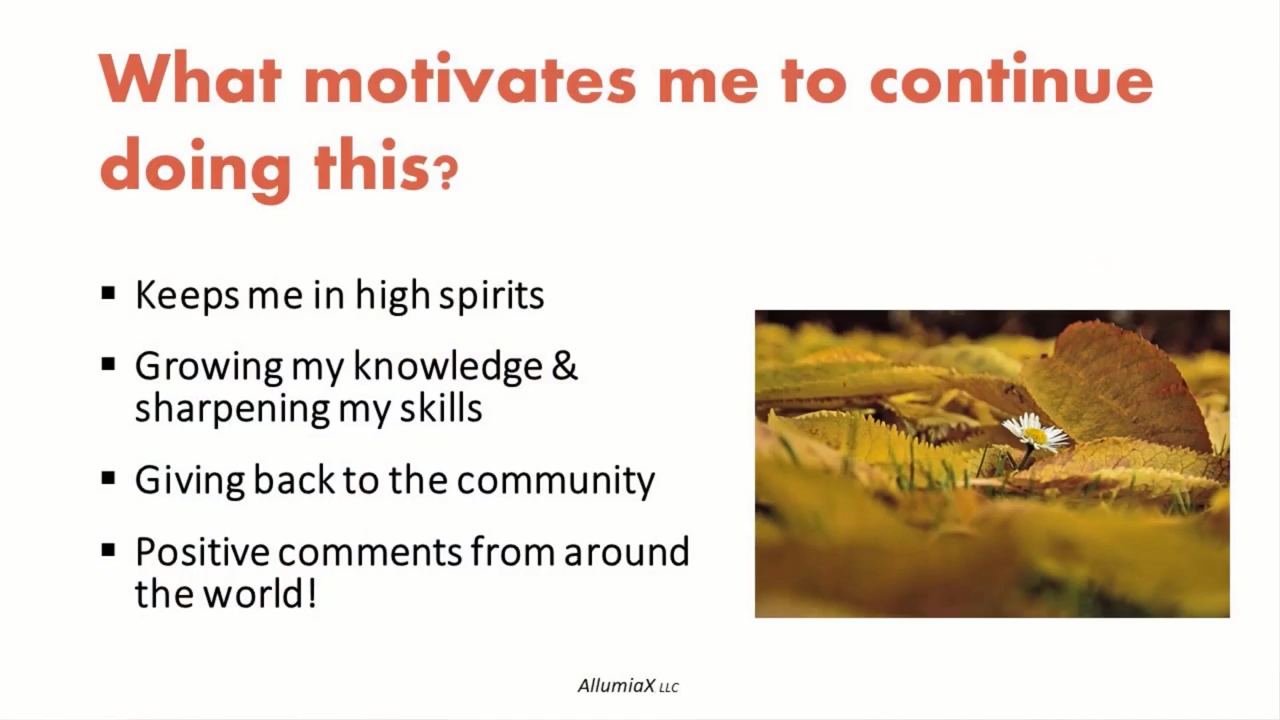 What motivates me to continue
doing this?
▪ Keeps me in high spirits
▪ Growing my knowledge &
sharpening my skills
▪ Giving back to the community
▪ Positive comments from around
the world!
AllumiaX LLC